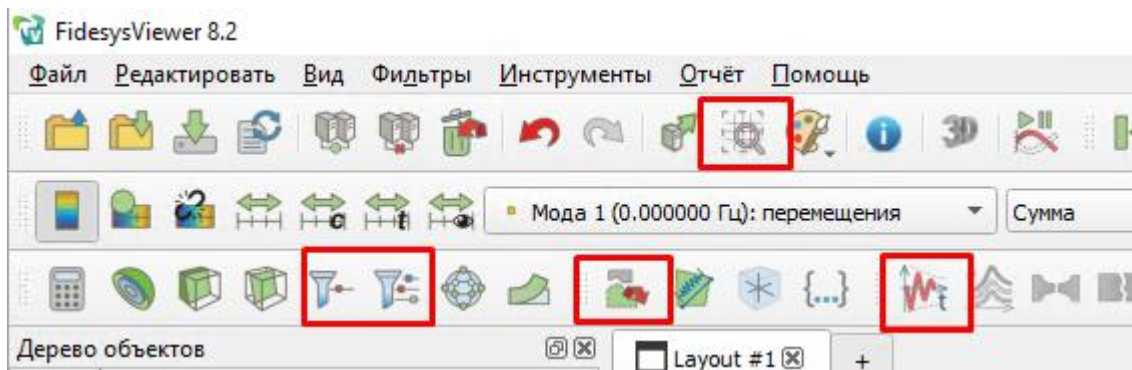 FidesysViewer 8.2
Файл Редактировать Вид Фильтры Инструменты Отчёт Помощь
3D
c t Мода 1 (0.000000 Гц): перемещения Сумма
{...} t
Дерево объектов Layout #1 +